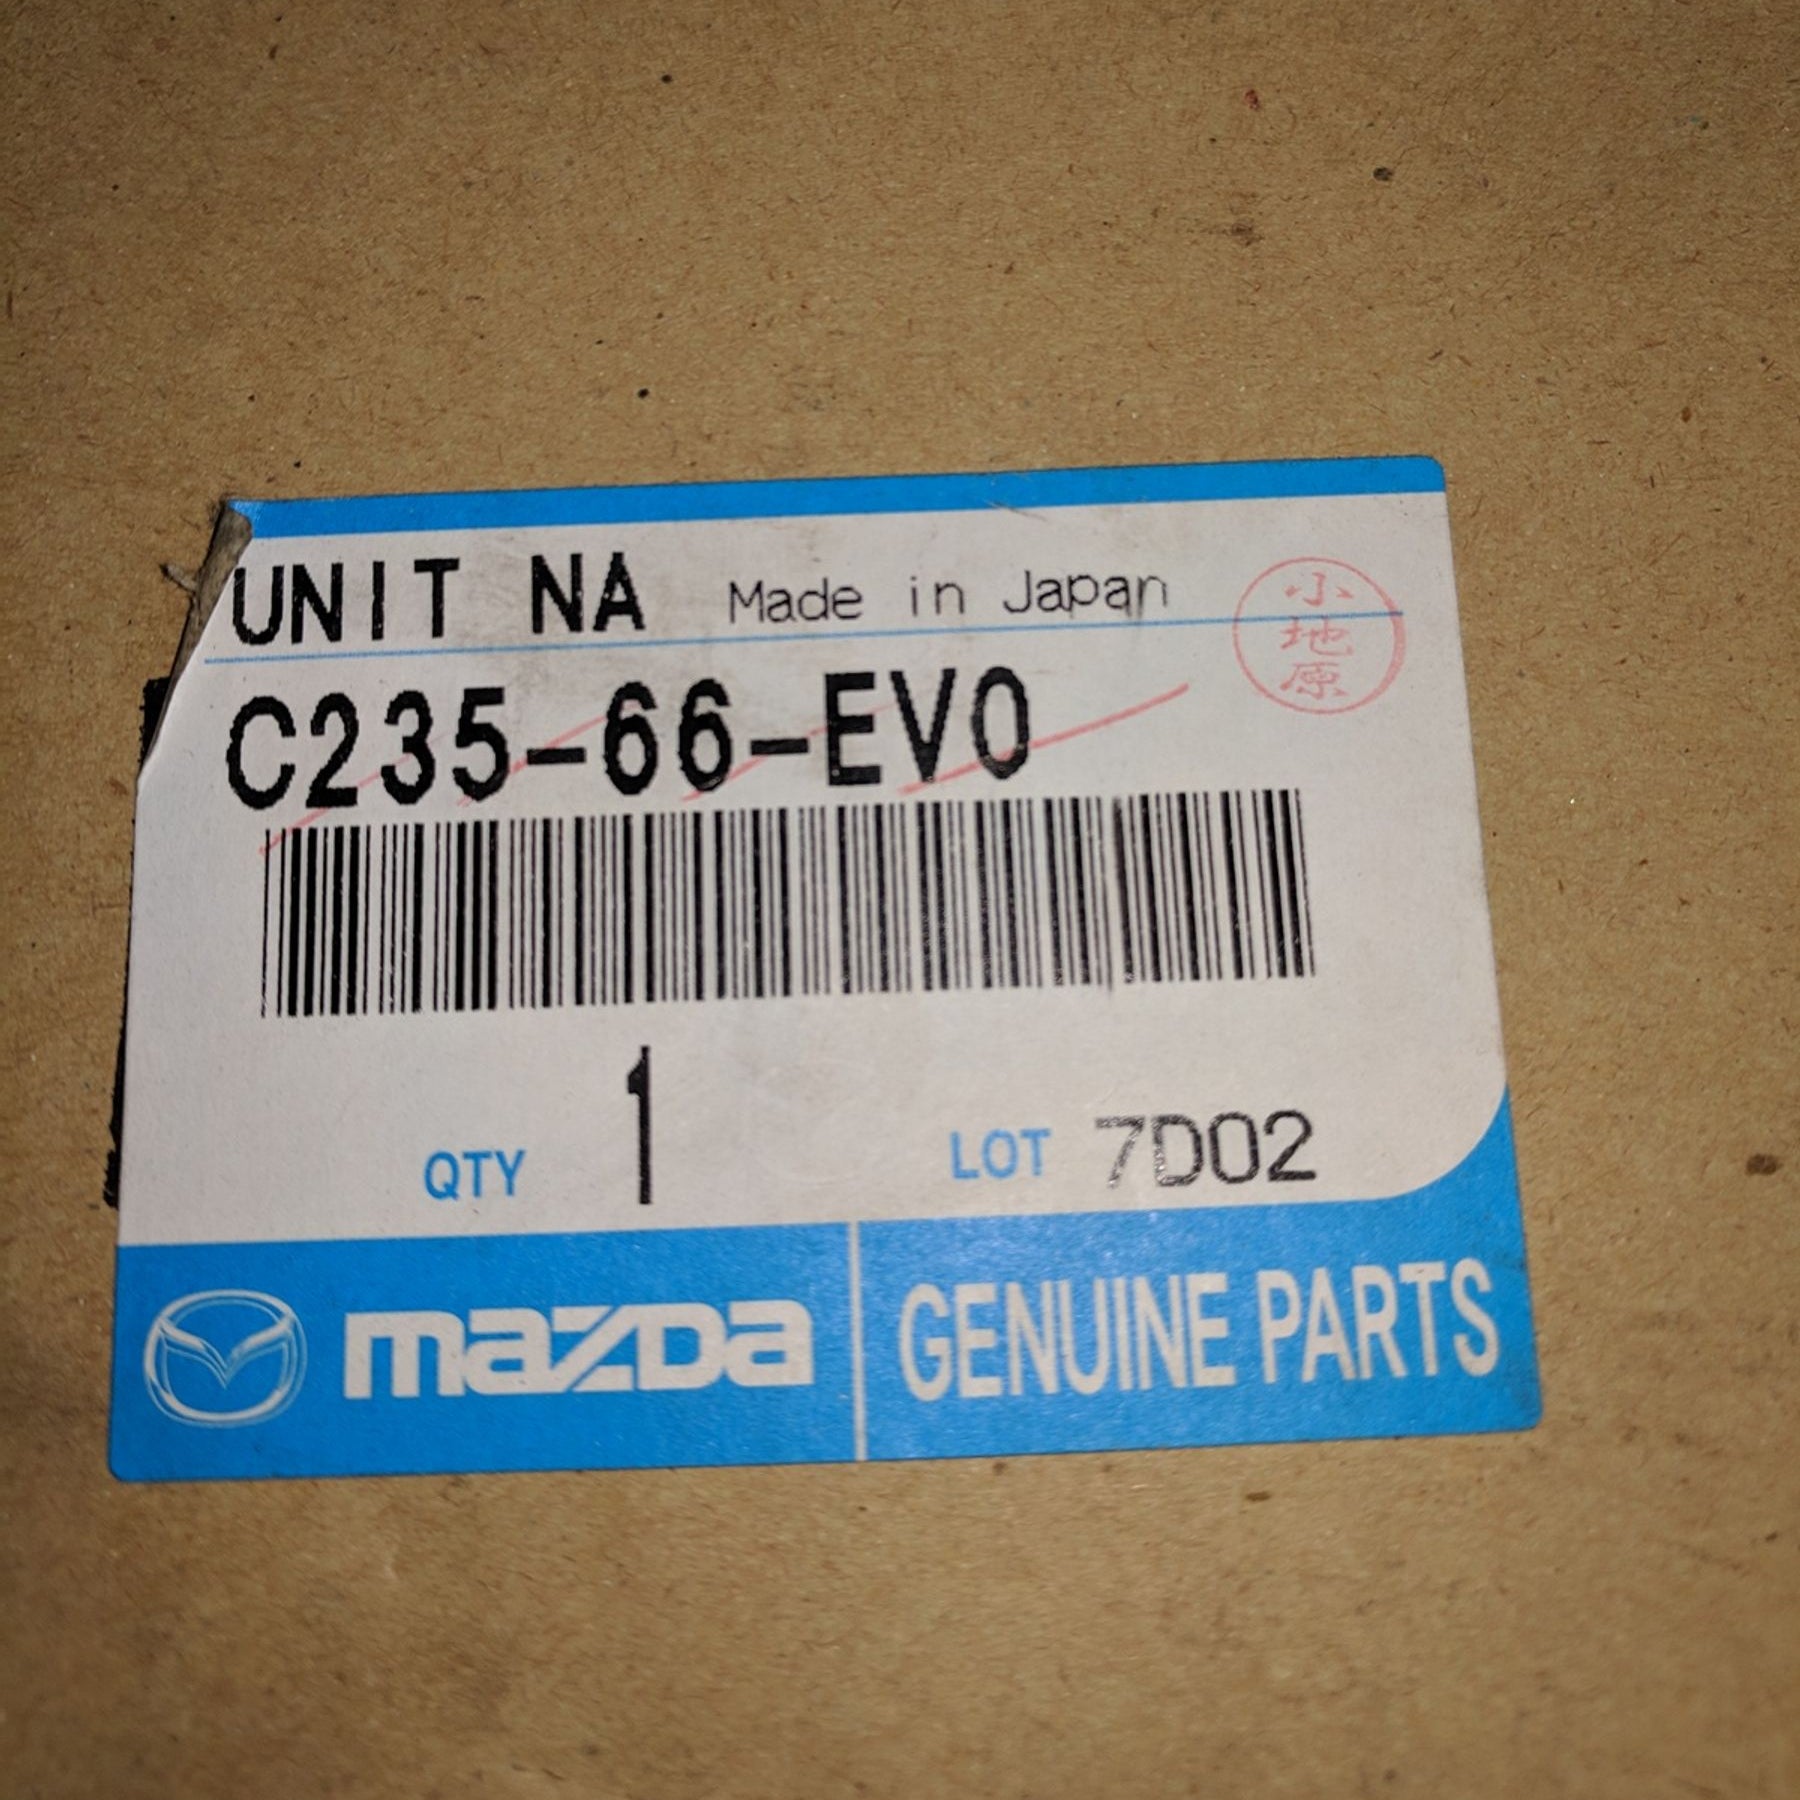 UNIT NA Made in Japan
小地原
C235-66-EV0
QTY 1 LOT 7D02
mazda GENUINE PARTS